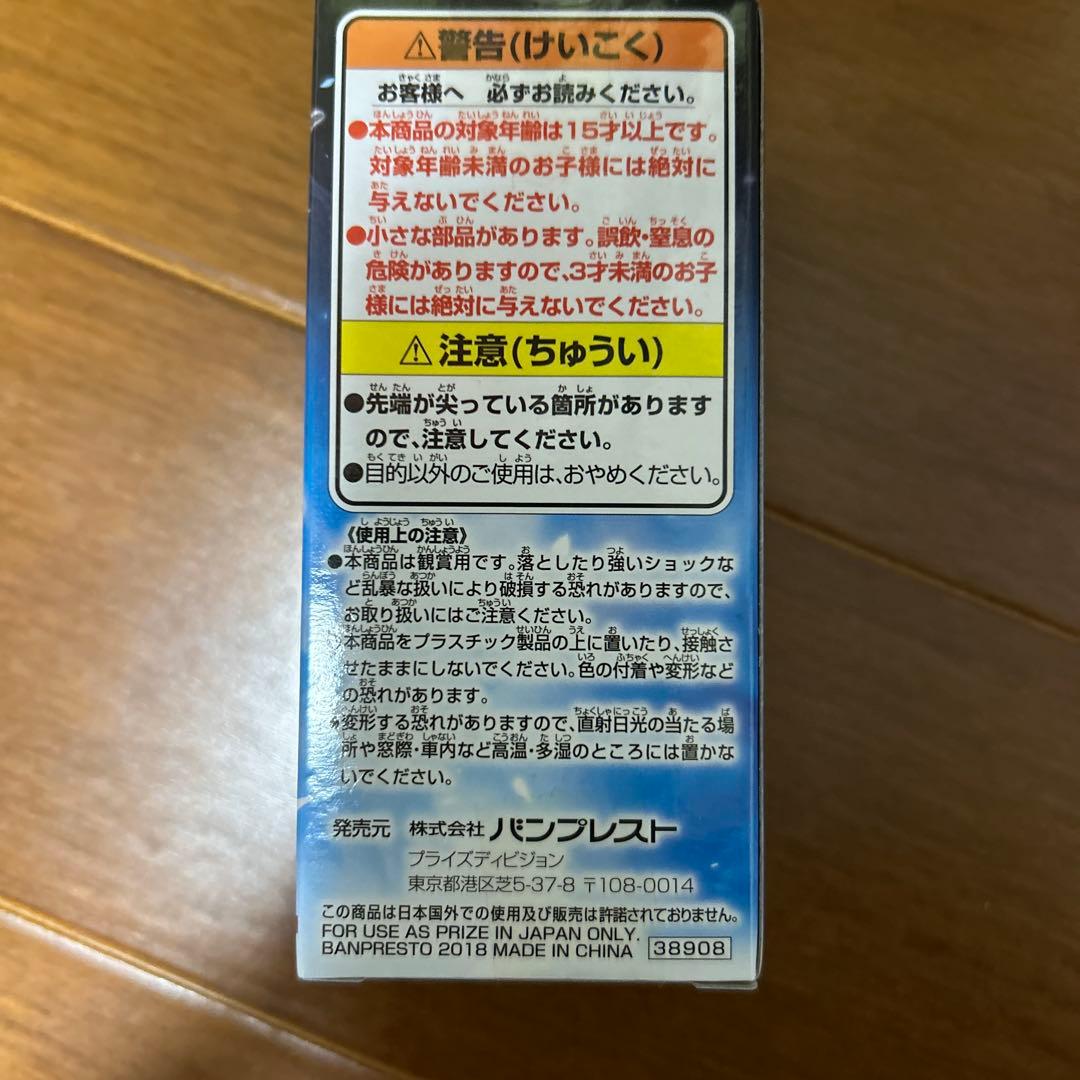 ⚠警告(けいこく)
お客様へ 必ずお読みください。
●本商品の対象年齢は15才以上です。
対象年齢未満のお子様には絶対に
与えないでください。
●小さな部品があります。誤飲・窒息の
危険がありますので、3才未満のお子
様には絶対に与えないでください。
⚠注意(ちゅうい)
●先端が尖っている箇所があります
ので、注意してください。
●目的以外のご使用は、おやめください。
《使用上の注意》
●本商品は観賞用です。落としたり強いショックな
ど乱暴な扱いにより破損する恐れがありますので、
お取り扱いにはご注意ください。
●本商品をプラスチック製品の上に置いたり、接触さ
せたままにしないでください。色の付着や変形など
の恐れがあります。
●変形する恐れがありますので、直射日光の当たる場
所や窓際・車内など高温・多湿のところには置かな
いでください。
発売元 株式会社 バンプレスト
プライズディビジョン
東京都港区芝5-37-8 〒108-0014
この商品は日本国外での使用及び販売は許諾されておりません。
FOR USE AS PRIZE IN JAPAN ONLY.
BANPRESTO 2018 MADE IN CHINA 38908